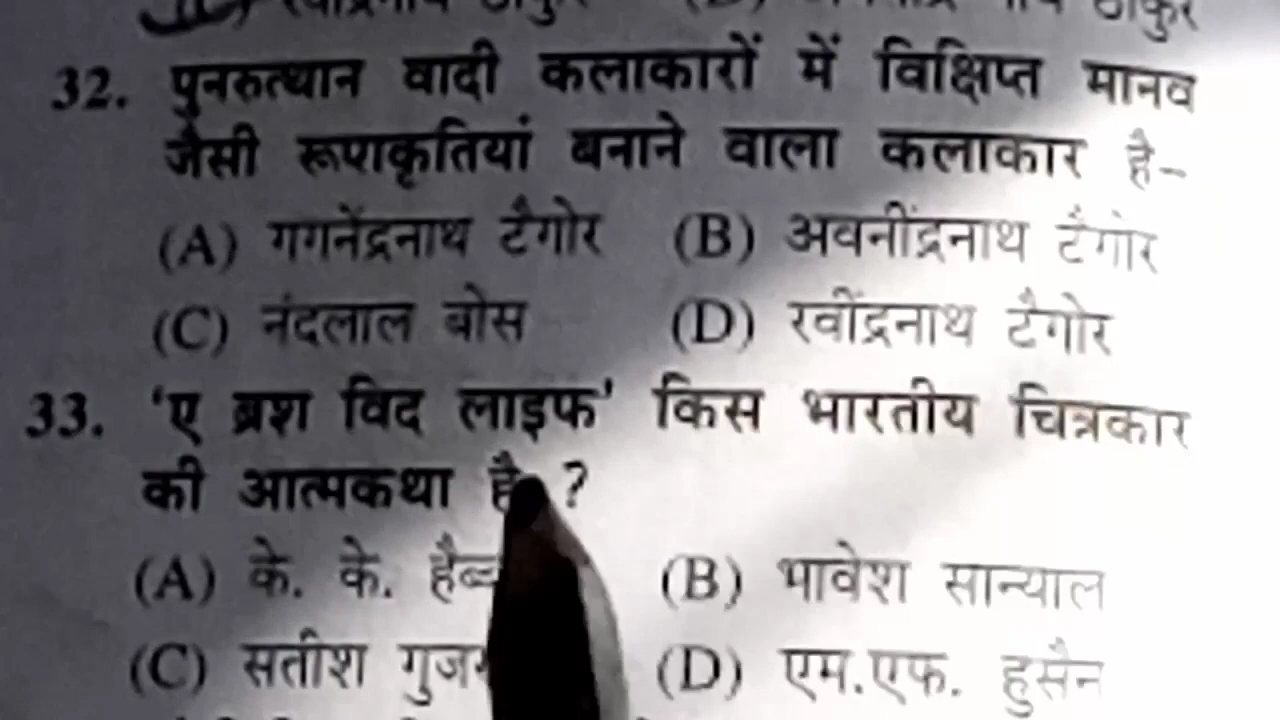 32. पुनरुत्थान वादी कलाकारों में विक्षिप्त मानव
जैसी रूपाकृतियां बनाने वाला कलाकार है-
(A) गगनेंद्रनाथ टैगोर (B) अवनींद्रनाथ टैगोर
(C) नंदलाल बोस (D) रवींद्रनाथ टैगोर
33. 'ए ब्रश विद लाइफ' किस भारतीय चित्रकार
की आत्मकथा है ?
(A) के. के. (B) भावेश सान्याल
(C) सतीश (D) एम.एफ. हुसैन